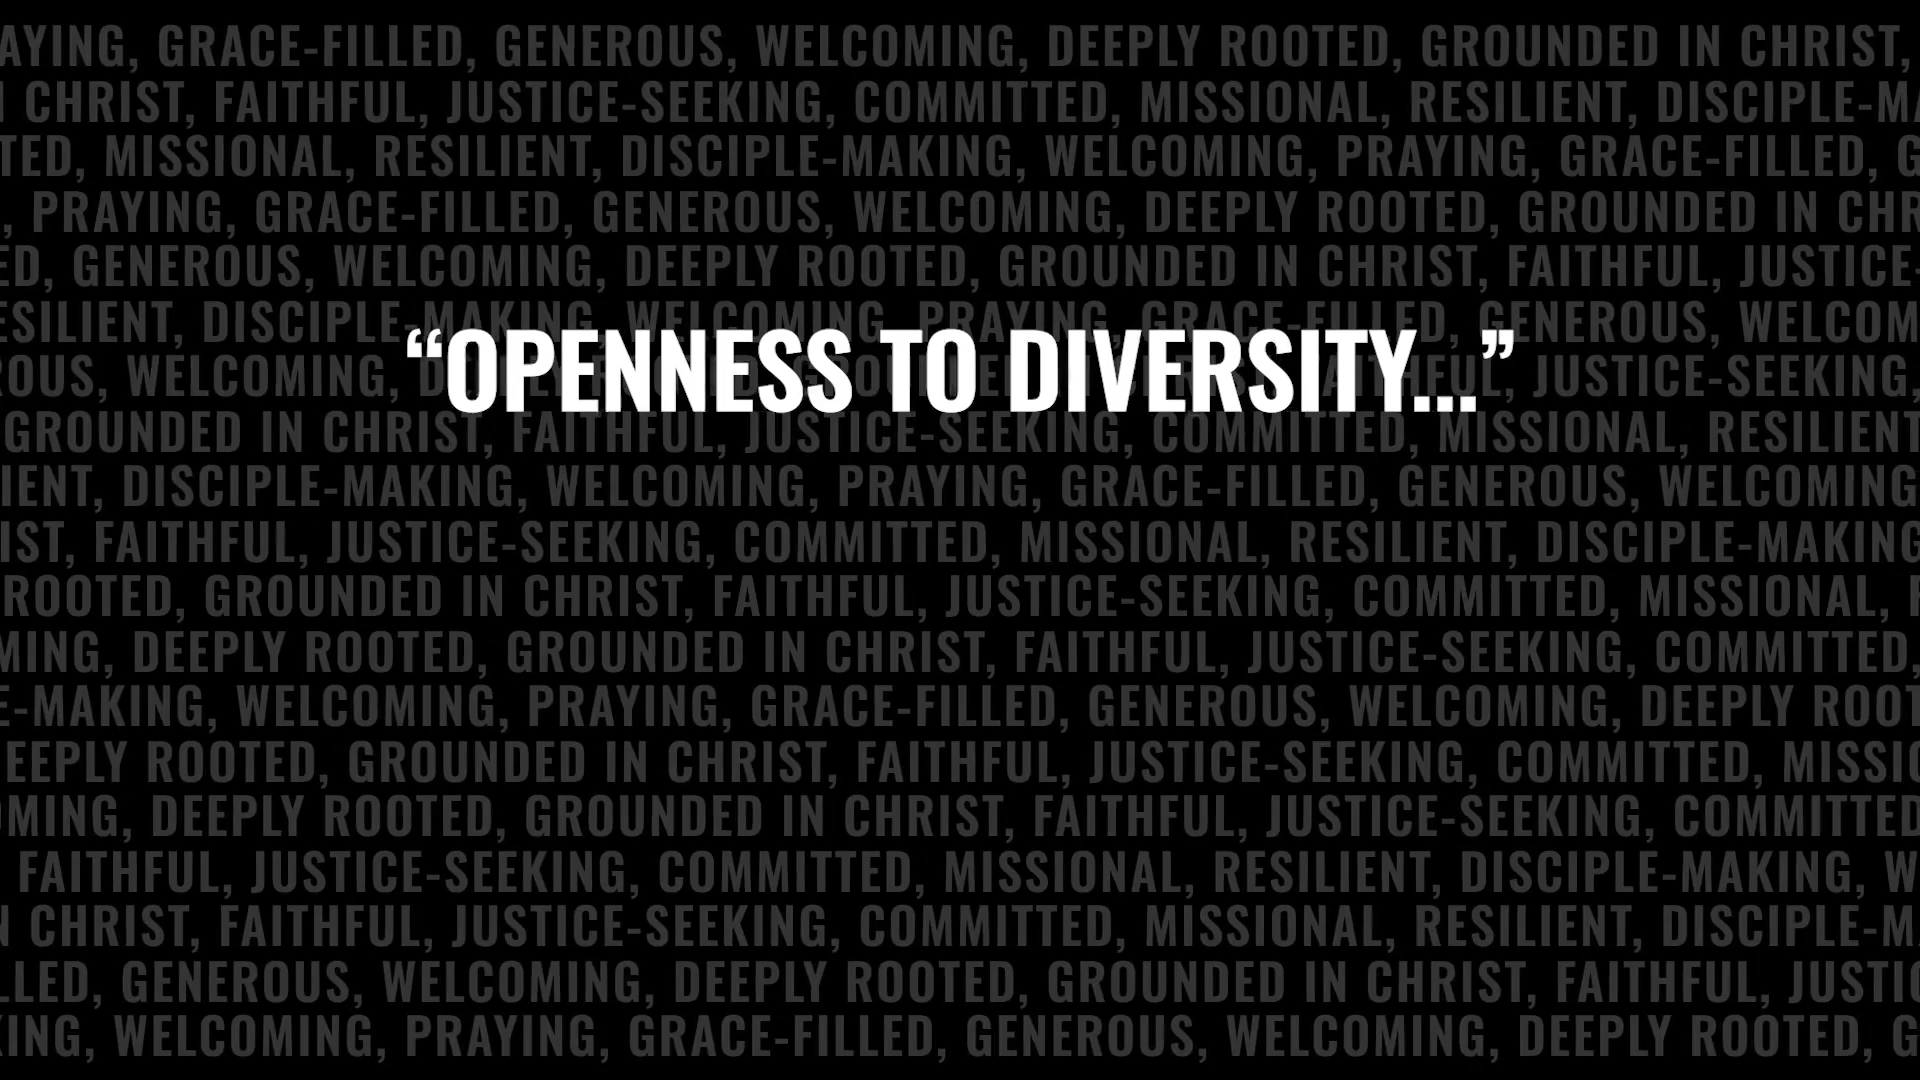 AYING, GRACE-FILLED, GENEROUS, WELCOMING, DEEPLY ROOTED, GROUNDED IN CHRIST,
CHRIST, FAITHFUL, JUSTICE-SEEKING, COMMITTED, MISSIONAL, RESILIENT, DISCIPLE-MA
TED, MISSIONAL, RESILIENT, DISCIPLE-MAKING, WELCOMING, PRAYING, GRACE-FILLED, G
, PRAYING, GRACE-FILLED, GENEROUS, WELCOMING, DEEPLY ROOTED, GROUNDED IN CHR
ED, GENEROUS, WELCOMING, DEEPLY ROOTED, GROUNDED IN CHRIST, FAITHFUL, JUSTICE-
ESILIENT, DISCIPLE-MAKING, WELCOMING, PRAYING, GRACE-FILLED, GENEROUS, WELCOM
“OPENNESS TO DIVERSITY...”
OUS, WELCOMING, JUSTICE-SEEKING,
GROUNDED IN CHRIST, FAITHFUL, JUSTICE-SEEKING, COMMITTED, MISSIONAL, RESILIENT
IENT, DISCIPLE-MAKING, WELCOMING, PRAYING, GRACE-FILLED, GENEROUS, WELCOMING
IST, FAITHFUL, JUSTICE-SEEKING, COMMITTED, MISSIONAL, RESILIENT, DISCIPLE-MAKING
ROOTED, GROUNDED IN CHRIST, FAITHFUL, JUSTICE-SEEKING, COMMITTED, MISSIONAL,
MING, DEEPLY ROOTED, GROUNDED IN CHRIST, FAITHFUL, JUSTICE-SEEKING, COMMITTED,
E-MAKING, WELCOMING, PRAYING, GRACE-FILLED, GENEROUS, WELCOMING, DEEPLY ROOT
EEPLY ROOTED, GROUNDED IN CHRIST, FAITHFUL, JUSTICE-SEEKING, COMMITTED, MISSIO
OMING, DEEPLY ROOTED, GROUNDED IN CHRIST, FAITHFUL, JUSTICE-SEEKING, COMMITTED
FAITHFUL, JUSTICE-SEEKING, COMMITTED, MISSIONAL, RESILIENT, DISCIPLE-MAKING, W
N CHRIST, FAITHFUL, JUSTICE-SEEKING, COMMITTED, MISSIONAL, RESILIENT, DISCIPLE-M
LLED, GENEROUS, WELCOMING, DEEPLY ROOTED, GROUNDED IN CHRIST, FAITHFUL, JUSTIC
KING, WELCOMING, PRAYING, GRACE-FILLED, GENEROUS, WELCOMING, DEEPLY ROOTED, G